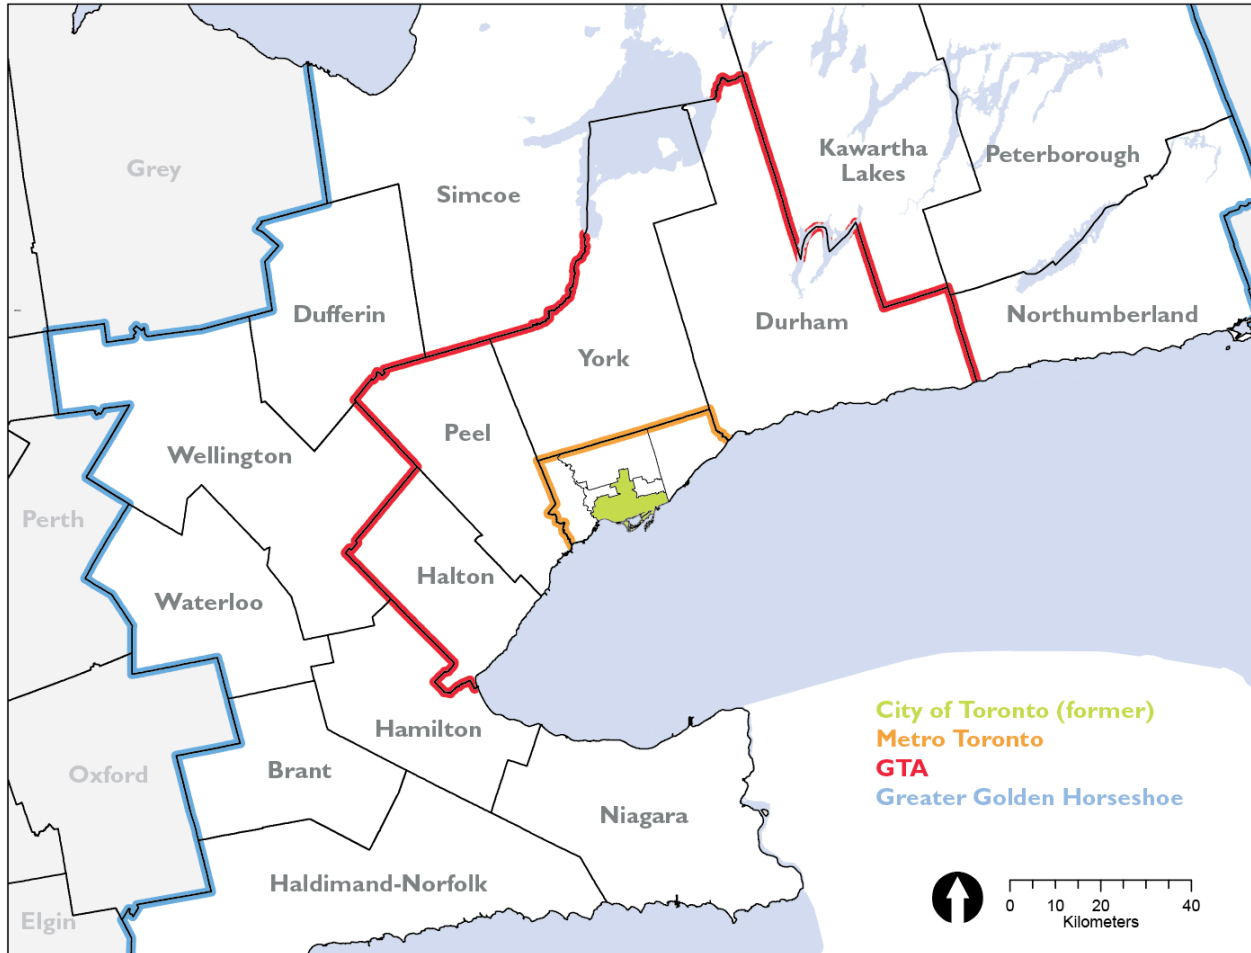 Grey
Simcoe
Kawartha
Lakes
Peterborough
Dufferin
Durham
Northumberland
York
Peel
Wellington
Perth
Halton
Waterloo
City of Toronto (former)
Metro Toronto
GTA
Greater Golden Horseshoe
Hamilton
Oxford
Brant
Niagara
Haldimand-Norfolk
Elgin
0 10 20 40
Kilometers